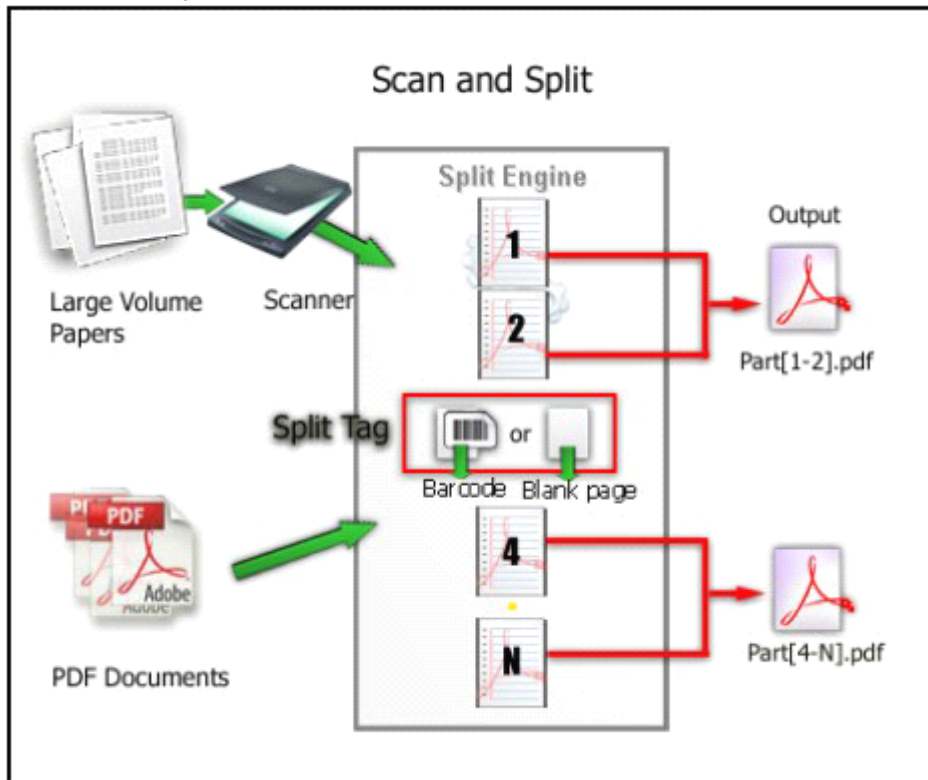 Scan and Split
Split Engine
1
Output
Large Volume
Papers
Scanner
2
Part[1-2].pdf
Split Tag
or
Barcode
Blank page
PDF
Adobe
4
N
Part[4-N].pdf
PDF Documents